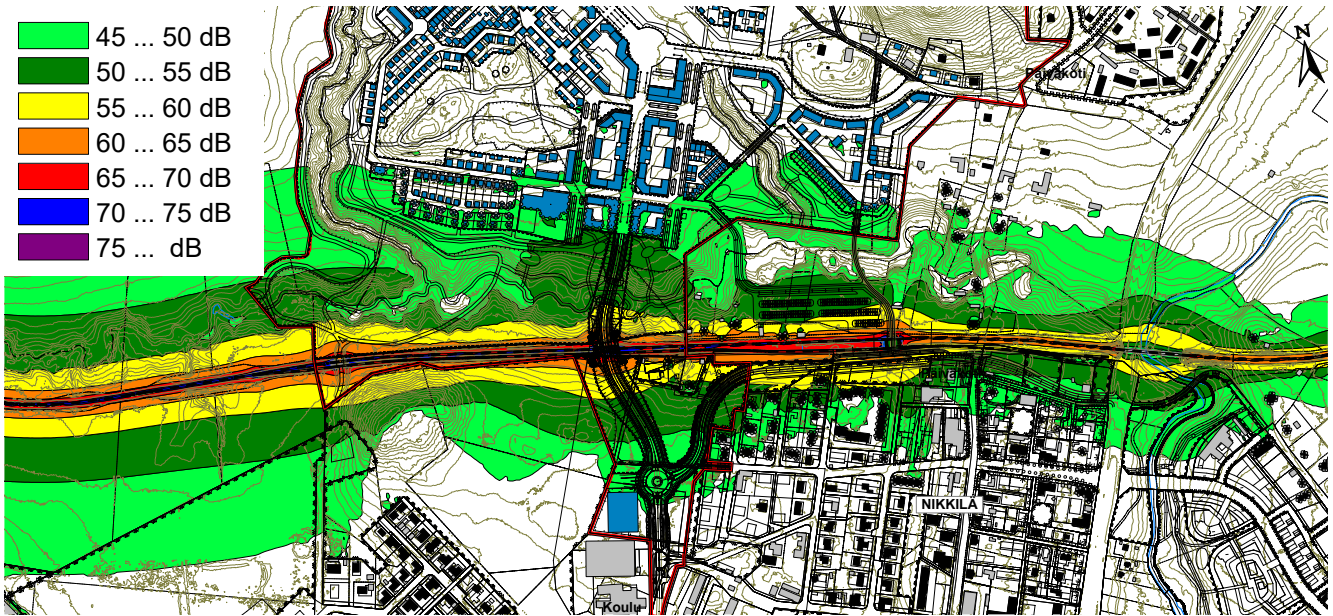 45 ... 50 dB
50 ... 55 dB
55 ... 60 dB
60 ... 65 dB
65 ... 70 dB
70 ... 75 dB
75 ... dB
N
Päiväkoti
NIKKILÄ
Koulu